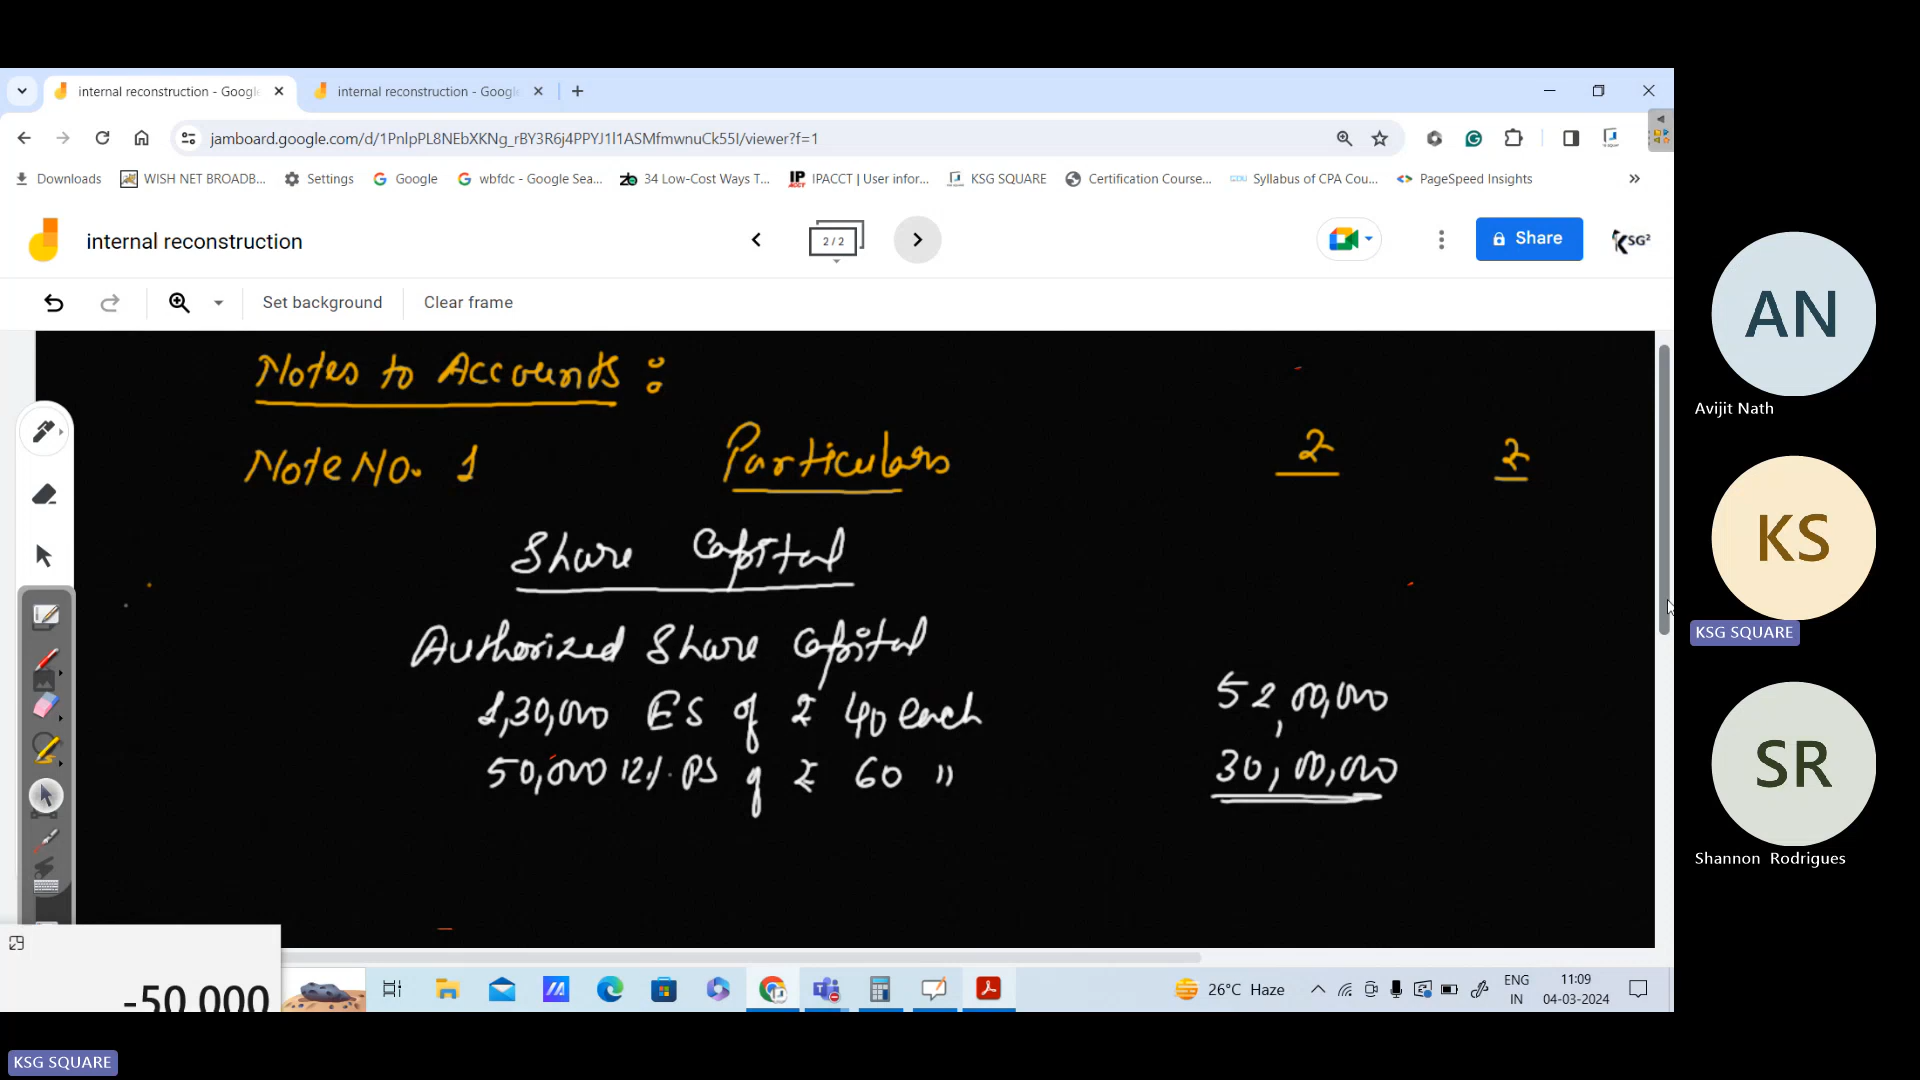 internal reconstruction - Google
internal reconstruction - Google
jamboard.google.com/d/1PnlpPL8NEbXKNg_rBY3R6j4PPYJ1l1ASMfmwnuCk55I/viewer?f=1
Downloads
WISH NET BROADB...
Settings
Google
wbfdc - Google Sea...
34 Low-Cost Ways T...
IPACCT | User infor...
KSG SQUARE
Certification Course...
Syllabus of CPA Cou...
PageSpeed Insights
internal reconstruction
2 / 2
Share
KSG²
Set background
Clear frame
Notes to Accounts :
Note No. 1 Particulars ₹ ₹
Share Capital
Authorized Share Capital
1,30,000 ES of ₹ 40 each 52,00,000
50,000 12% PS of ₹ 60 " 30,00,000
-50,000
26°C Haze
ENG
IN
11:09
04-03-2024
AN
Avijit Nath
KS
KSG SQUARE
SR
Shannon Rodrigues
KSG SQUARE